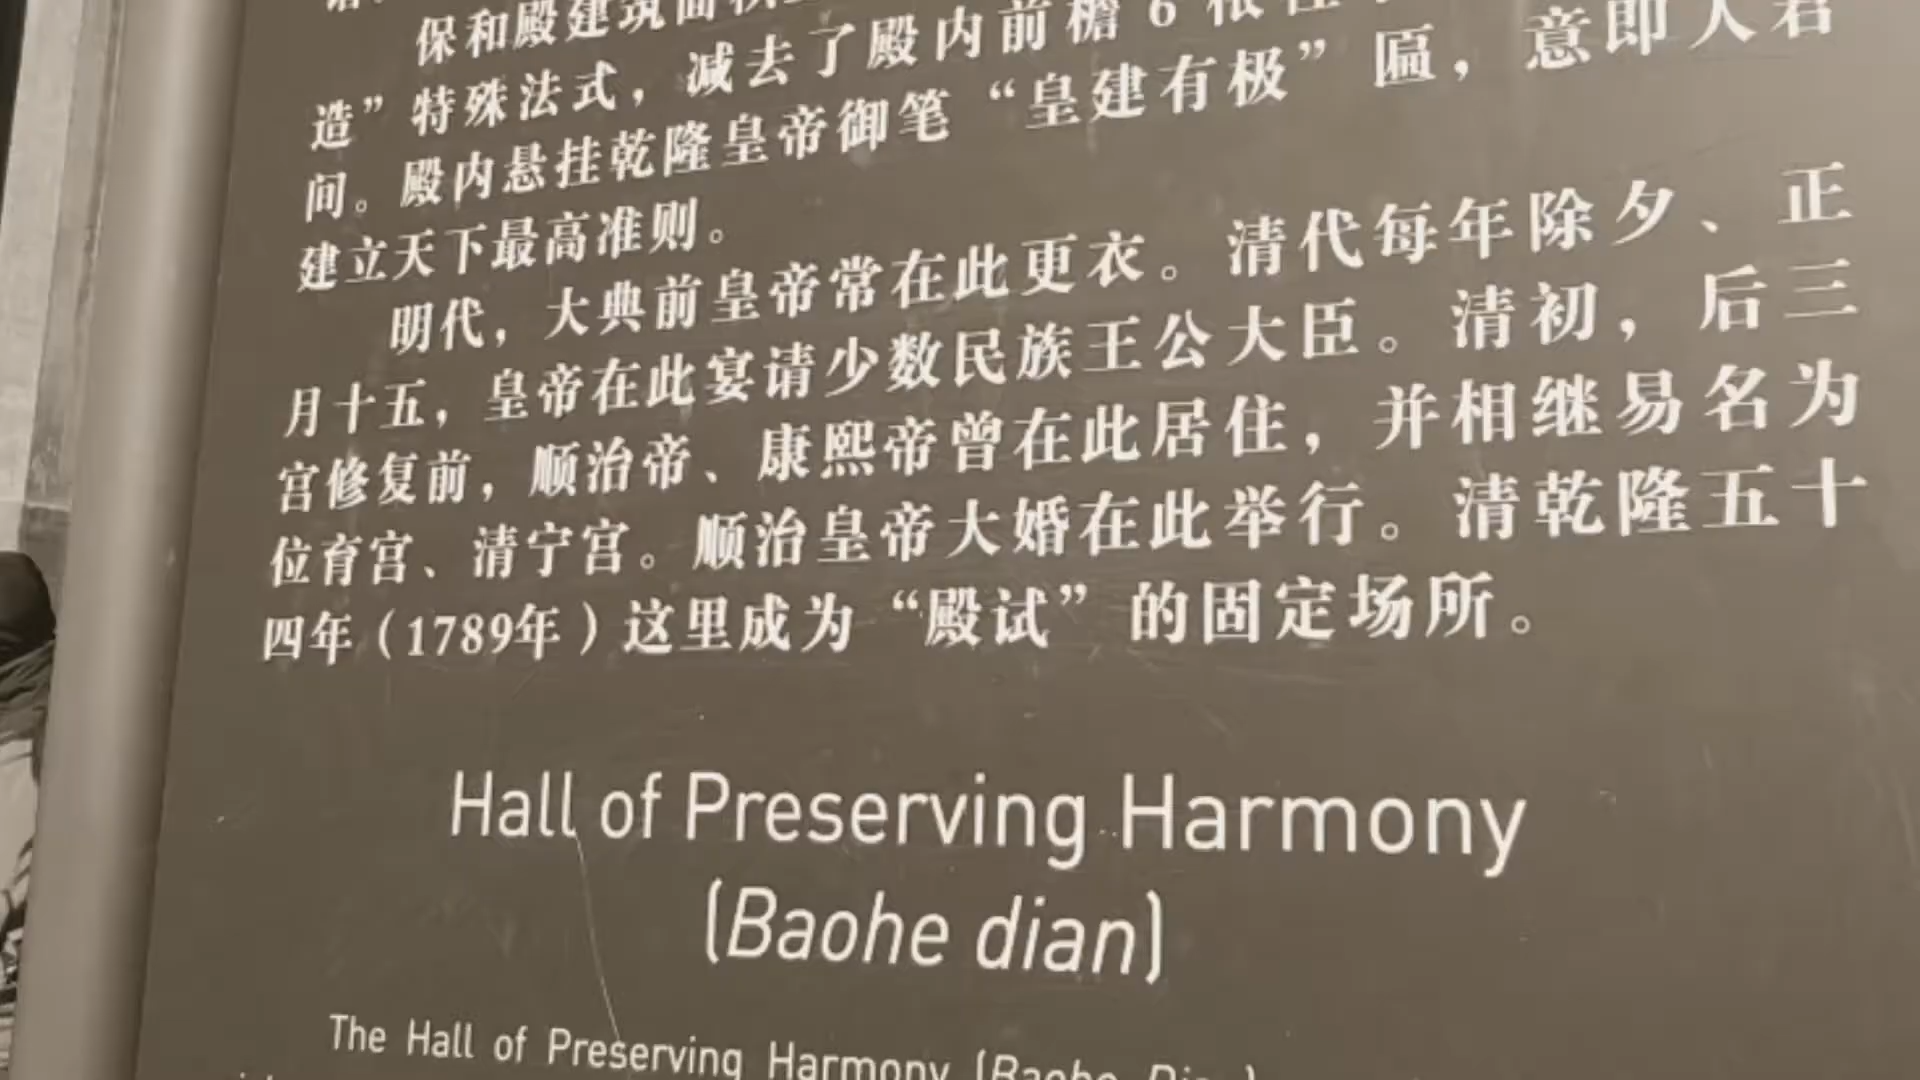 保和殿建筑面积
造”特殊法式，减去了殿内前檐6根
间。殿内悬挂乾隆皇帝御笔“皇建有极”匾，意即人君
建立天下最高准则。
明代，大典前皇帝常在此更衣。清代每年除夕、正
月十五，皇帝在此宴请少数民族王公大臣。清初，后三
宫修复前，顺治帝、康熙帝曾在此居住，并相继易名为
位育宫、清宁宫。顺治皇帝大婚在此举行。清乾隆五十
四年（1789年）这里成为“殿试”的固定场所。
Hall of Preserving Harmony
(Baohe dian)
The Hall of Preserving Harmony (Baohe Dian)